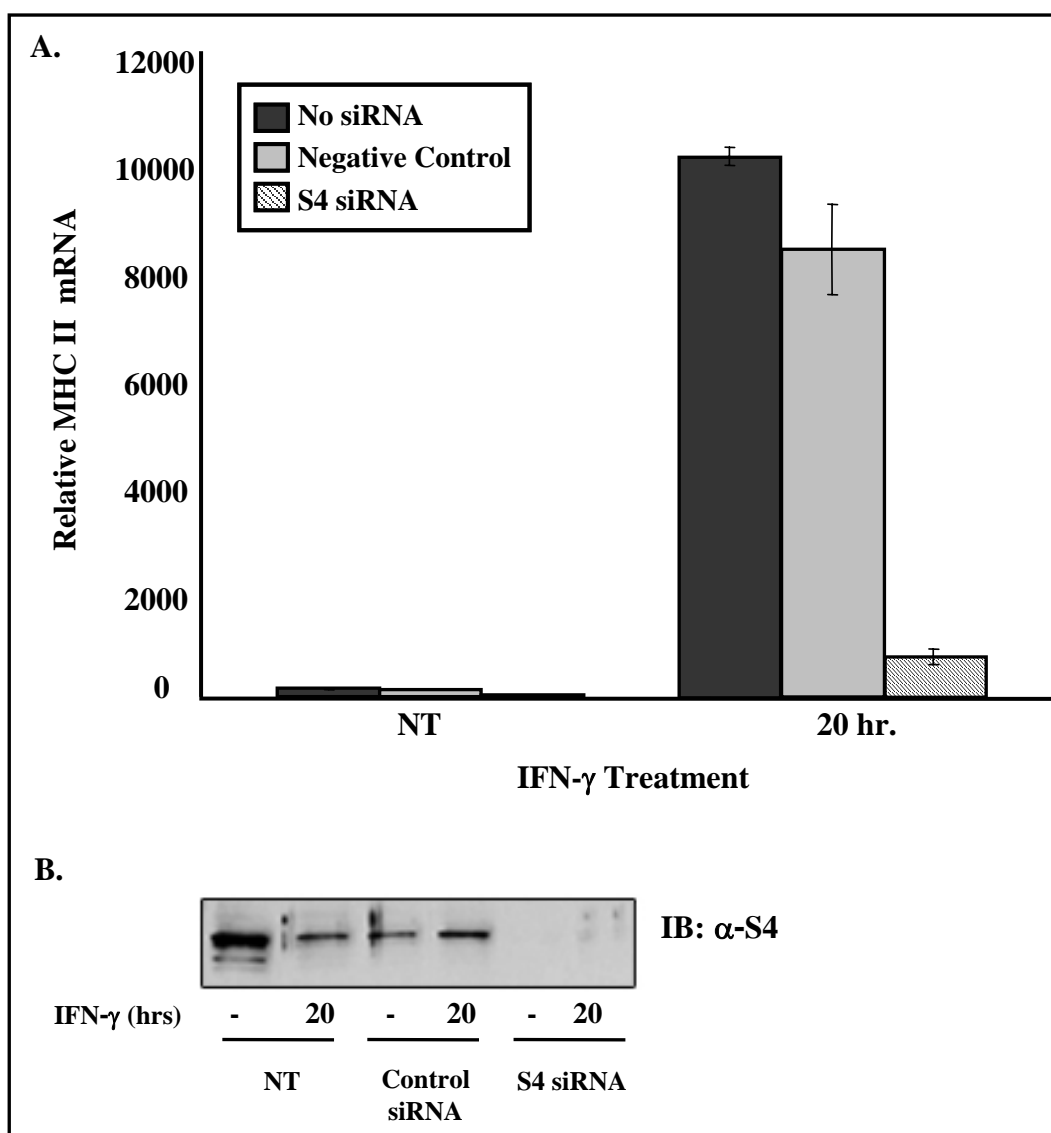 A.
12000
10000
8000
6000
4000
2000
0
Relative MHC II mRNA
No siRNA
Negative Control
S4 siRNA
NT
20 hr.
IFN-γ Treatment
B.
IB: α-S4
IFN-γ (hrs) - 20 - 20 - 20
NT
Control
siRNA
S4 siRNA